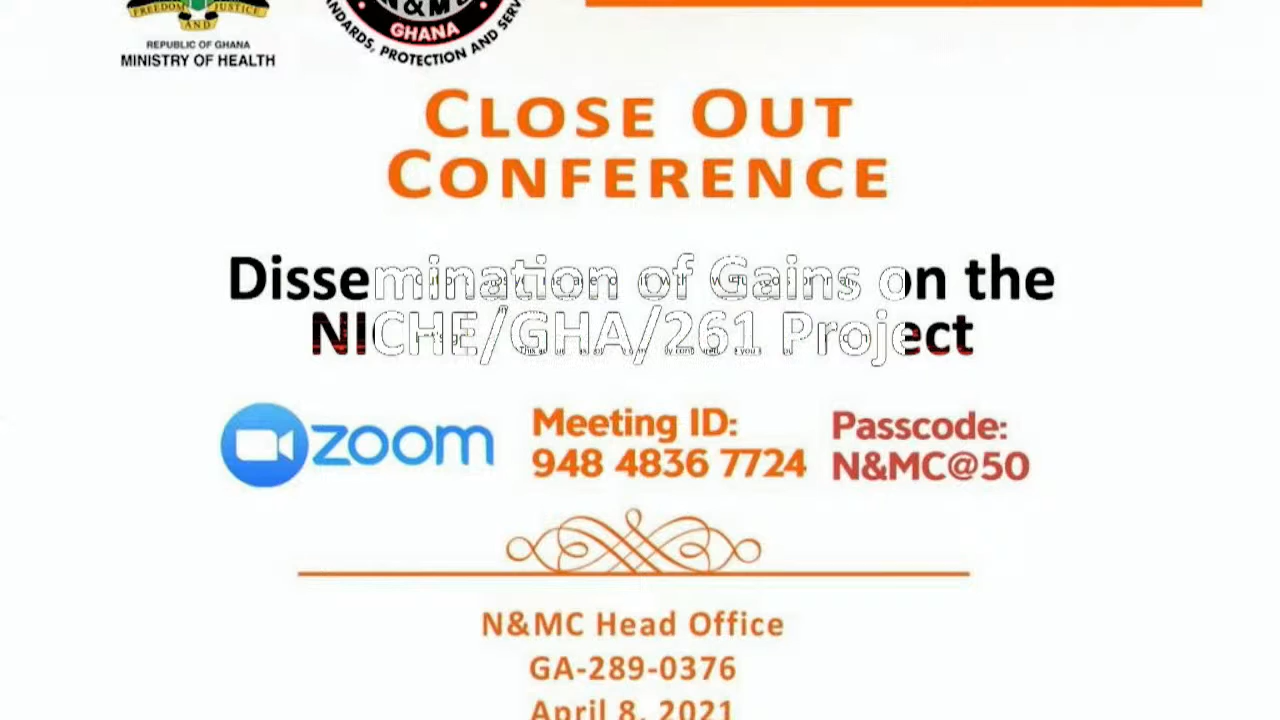 FREEDOM AND JUSTICE
REPUBLIC OF GHANA
MINISTRY OF HEALTH
N&MC
GHANA
PROTECTION AND
CLOSE OUT
CONFERENCE
Dissemination of Gains on the
NICHE/GHA/261 Project
zoom
Meeting ID:
948 4836 7724
Passcode:
N&MC@50
N&MC Head Office
GA-289-0376
April 8, 2021